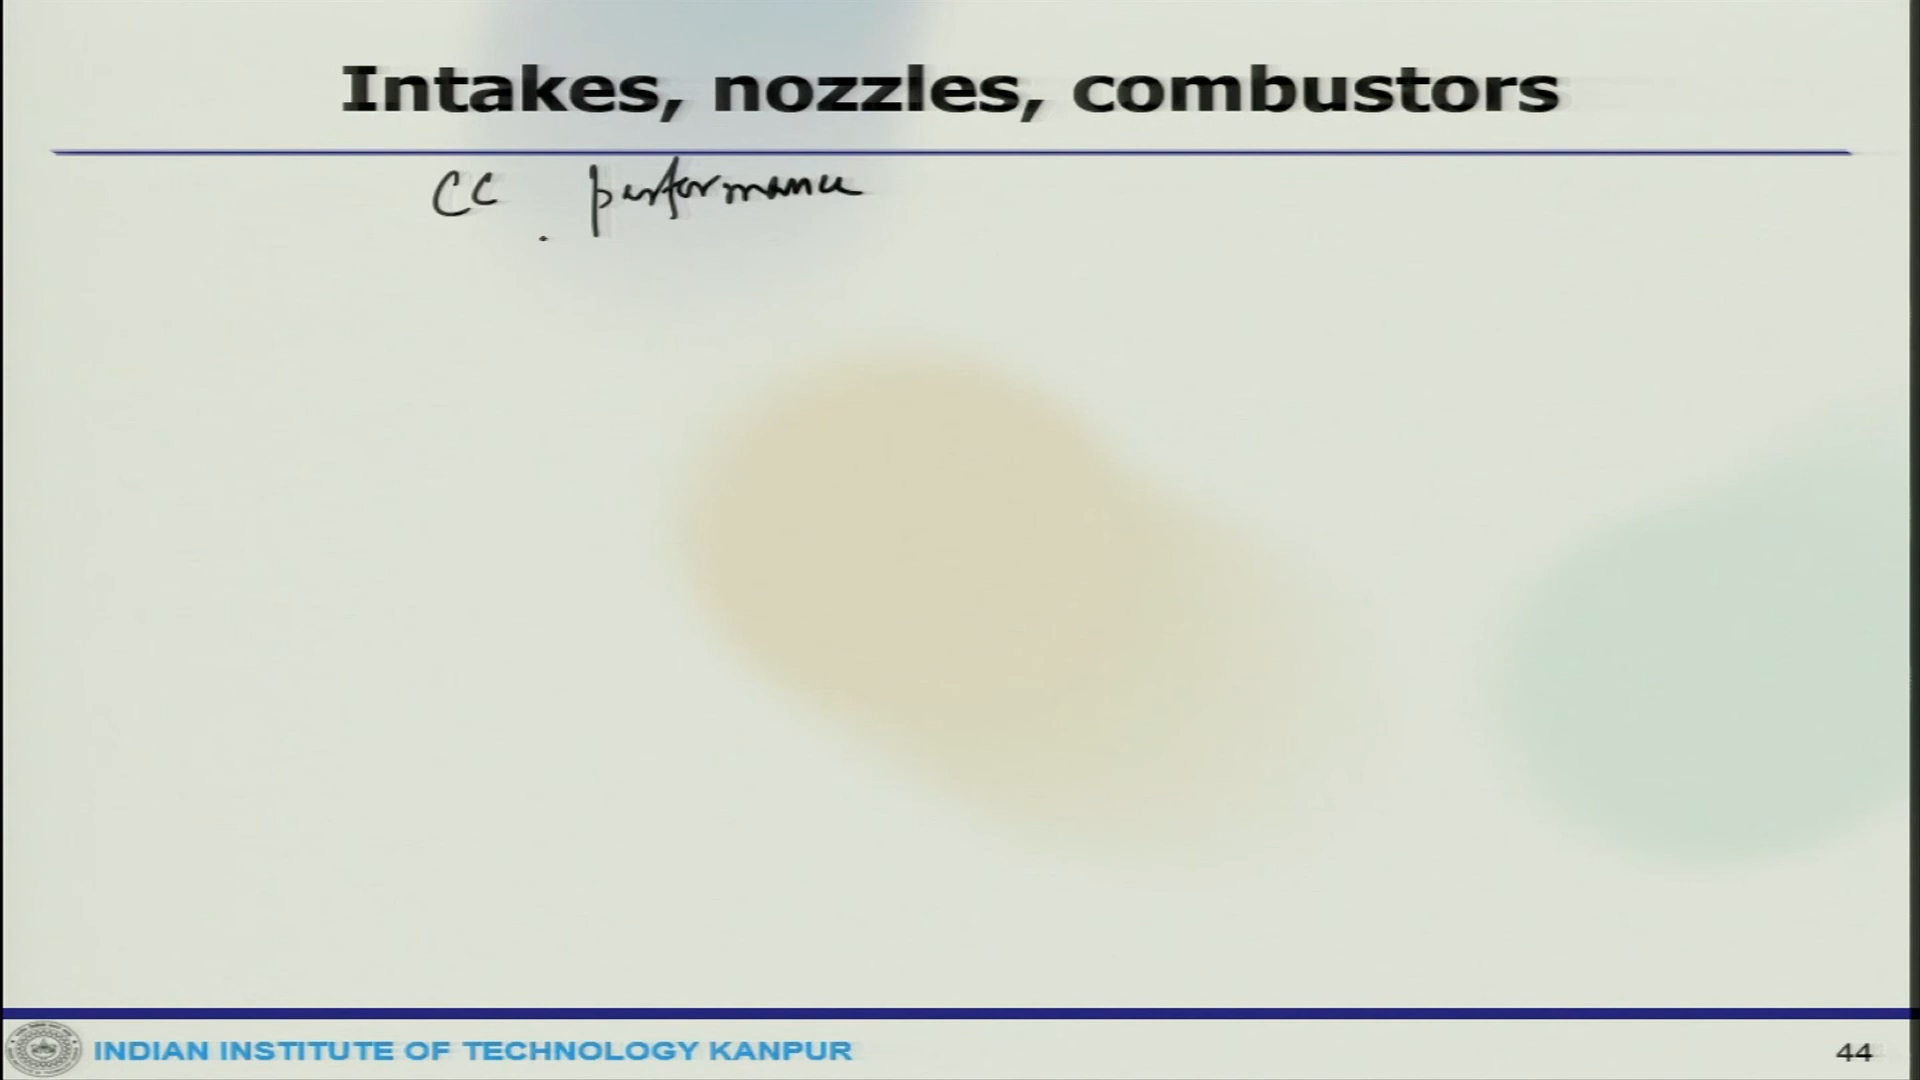 Intakes, nozzles, combustors
CC performance
INDIAN INSTITUTE OF TECHNOLOGY KANPUR
44